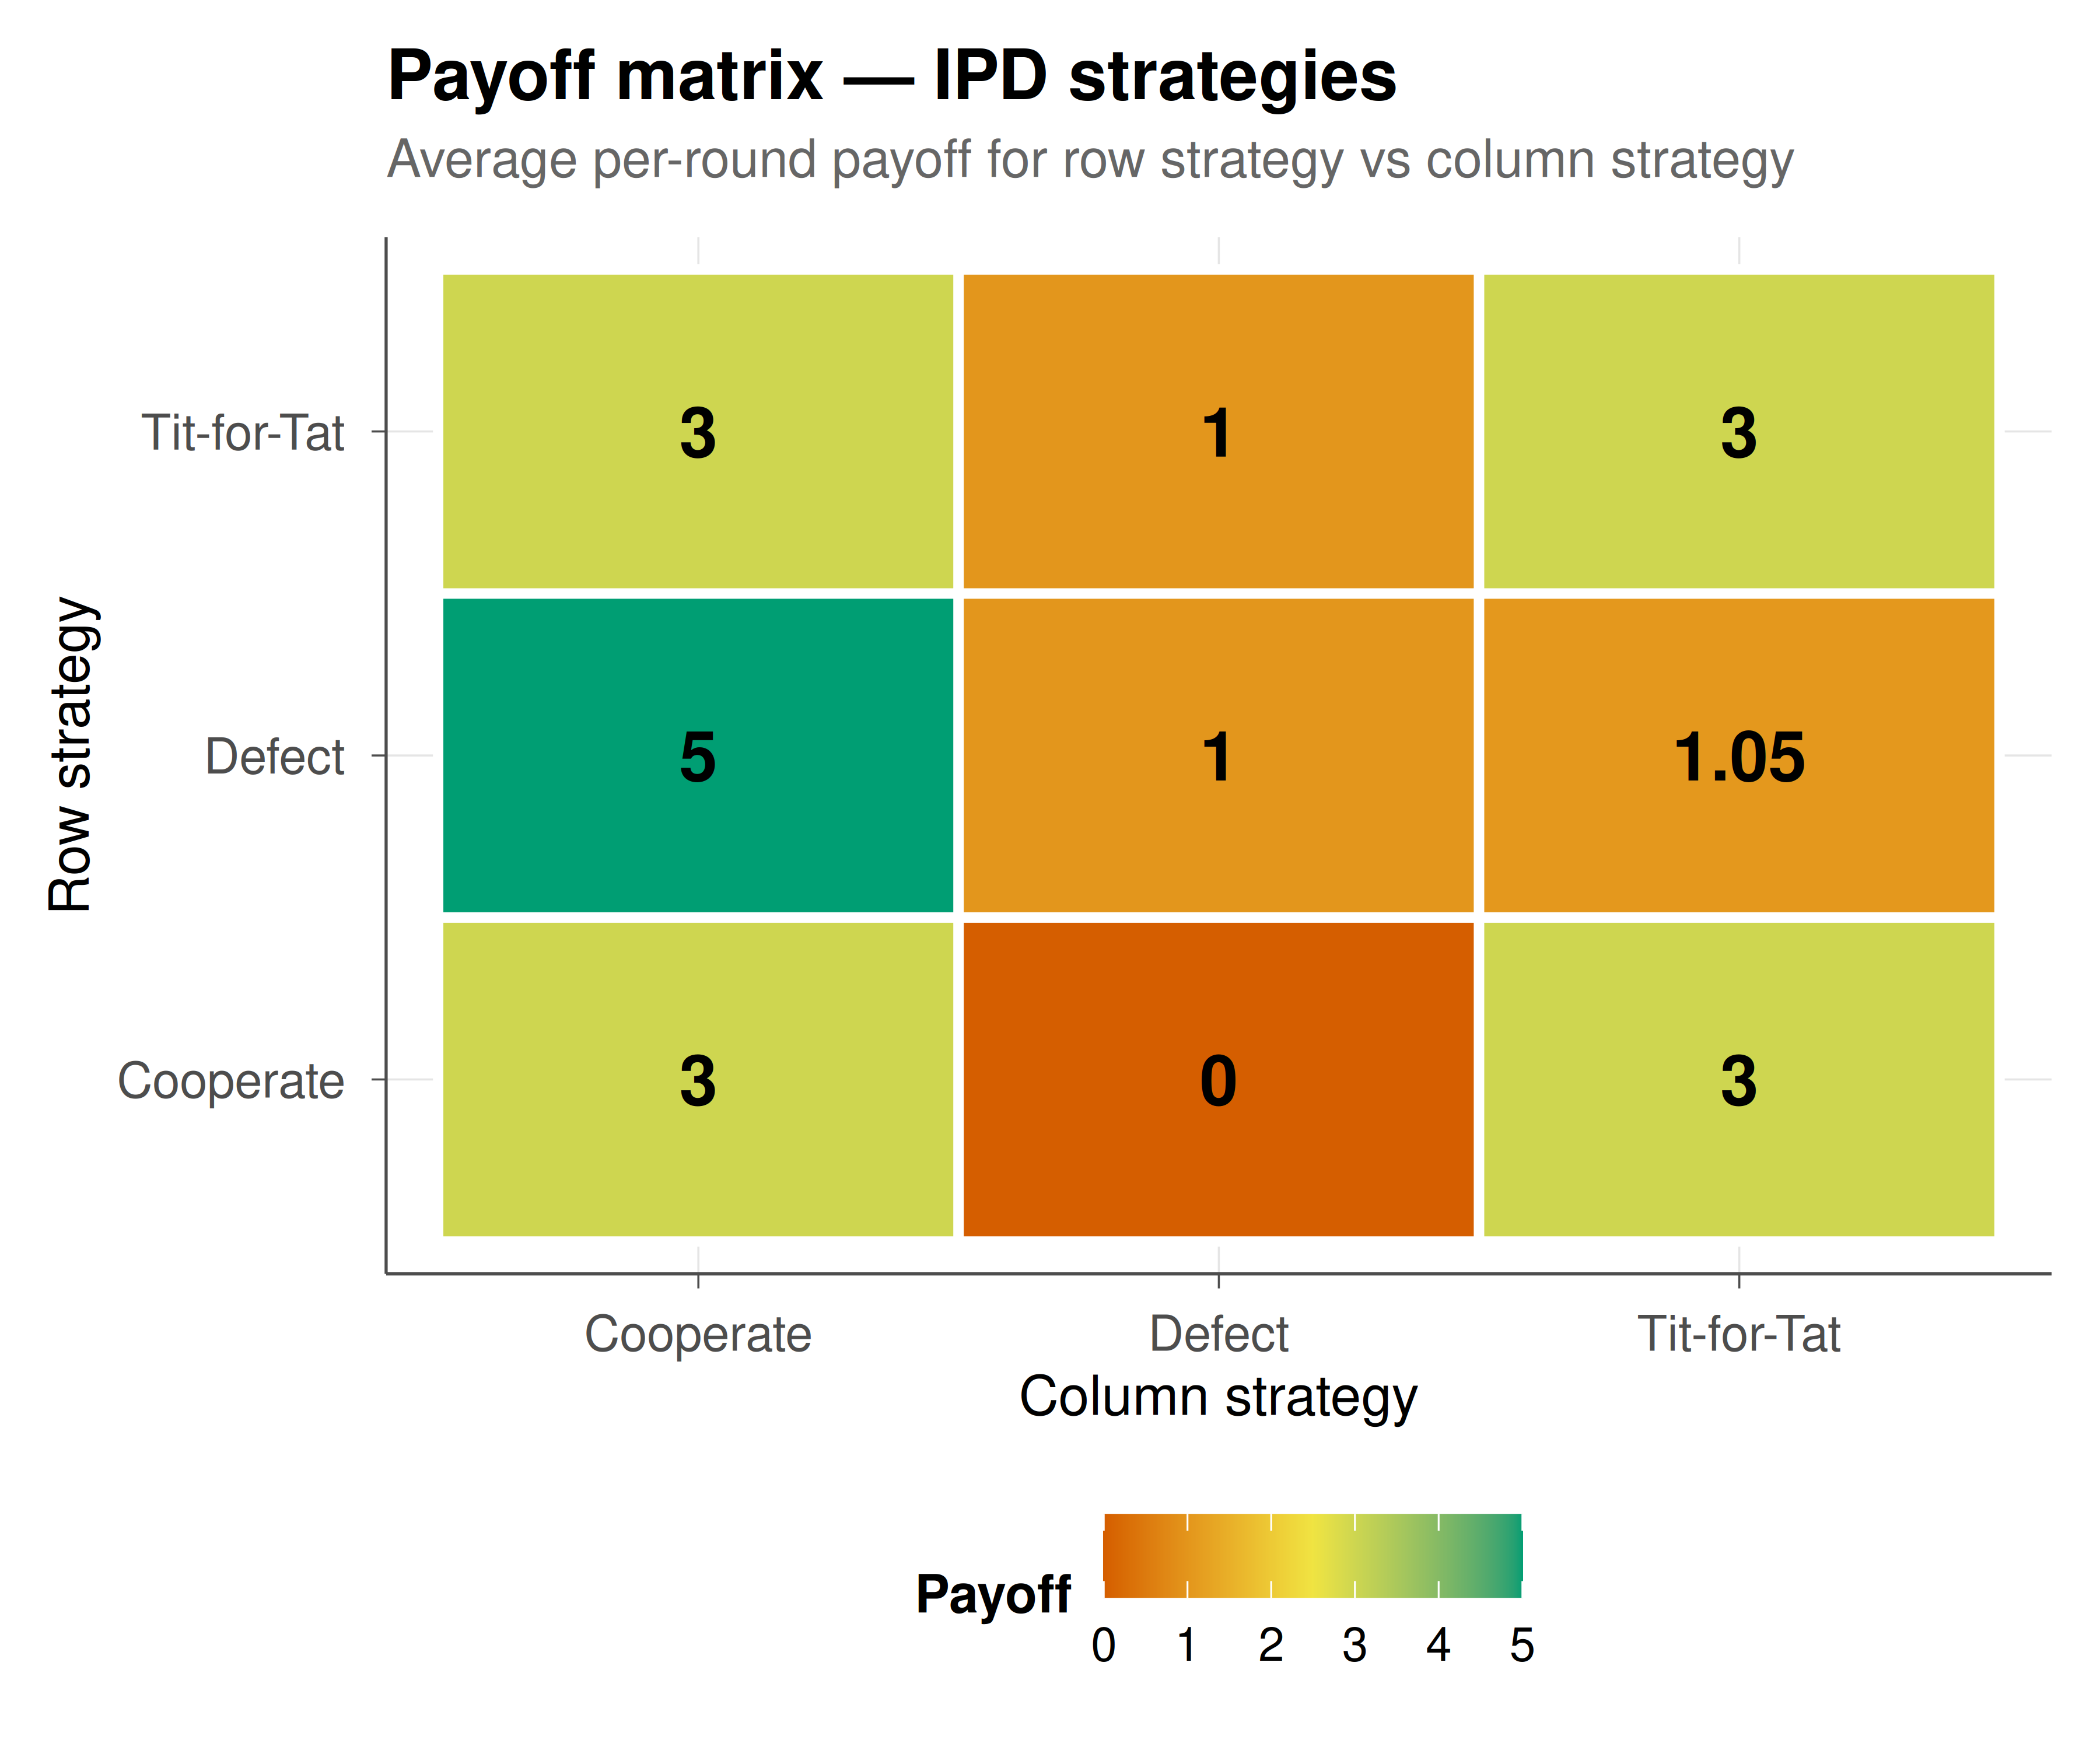 Payoff matrix — IPD strategies
Average per-round payoff for row strategy vs column strategy
Row strategy
Tit-for-Tat
3
1
3
Defect
5
1
1.05
Cooperate
3
0
3
Cooperate
Defect
Tit-for-Tat
Column strategy
Payoff
0 1 2 3 4 5